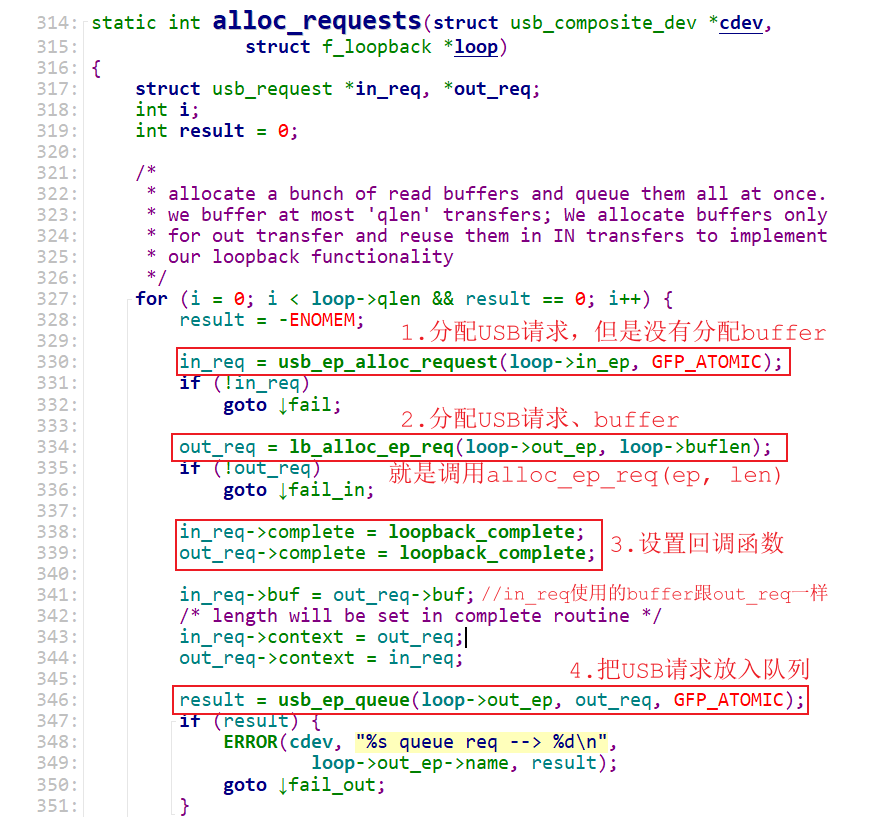 314: static int alloc_requests(struct usb_composite_dev *cdev,
315: struct f_loopback *loop)
316: {
317: struct usb_request *in_req, *out_req;
318: int i;
319: int result = 0;
320:
321: /*
322: * allocate a bunch of read buffers and queue them all at once.
323: * we buffer at most 'qlen' transfers; We allocate buffers only
324: * for out transfer and reuse them in IN transfers to implement
325: * our loopback functionality
326: */
327: for (i = 0; i < loop->qlen && result == 0; i++) {
328: result = -ENOMEM;
329:
1.分配USB请求，但是没有分配buffer
330: in_req = usb_ep_alloc_request(loop->in_ep, GFP_ATOMIC);
331: if (!in_req)
332: goto ↓fail;
333:
2.分配USB请求、buffer
334: out_req = lb_alloc_ep_req(loop->out_ep, loop->buflen);
335: if (!out_req)
就是调用alloc_ep_req(ep, len)
336: goto ↓fail_in;
337:
338: in_req->complete = loopback_complete;
339: out_req->complete = loopback_complete;
3.设置回调函数
340:
341: in_req->buf = out_req->buf; //in_req使用的buffer跟out_req一样
342: /* length will be set in complete routine */
343: in_req->context = out_req;
344: out_req->context = in_req;
345:
4.把USB请求放入队列
346: result = usb_ep_queue(loop->out_ep, out_req, GFP_ATOMIC);
347: if (result) {
348: ERROR(cdev, "%s queue req --> %d\n",
349: loop->out_ep->name, result);
350: goto ↓fail_out;
351: }